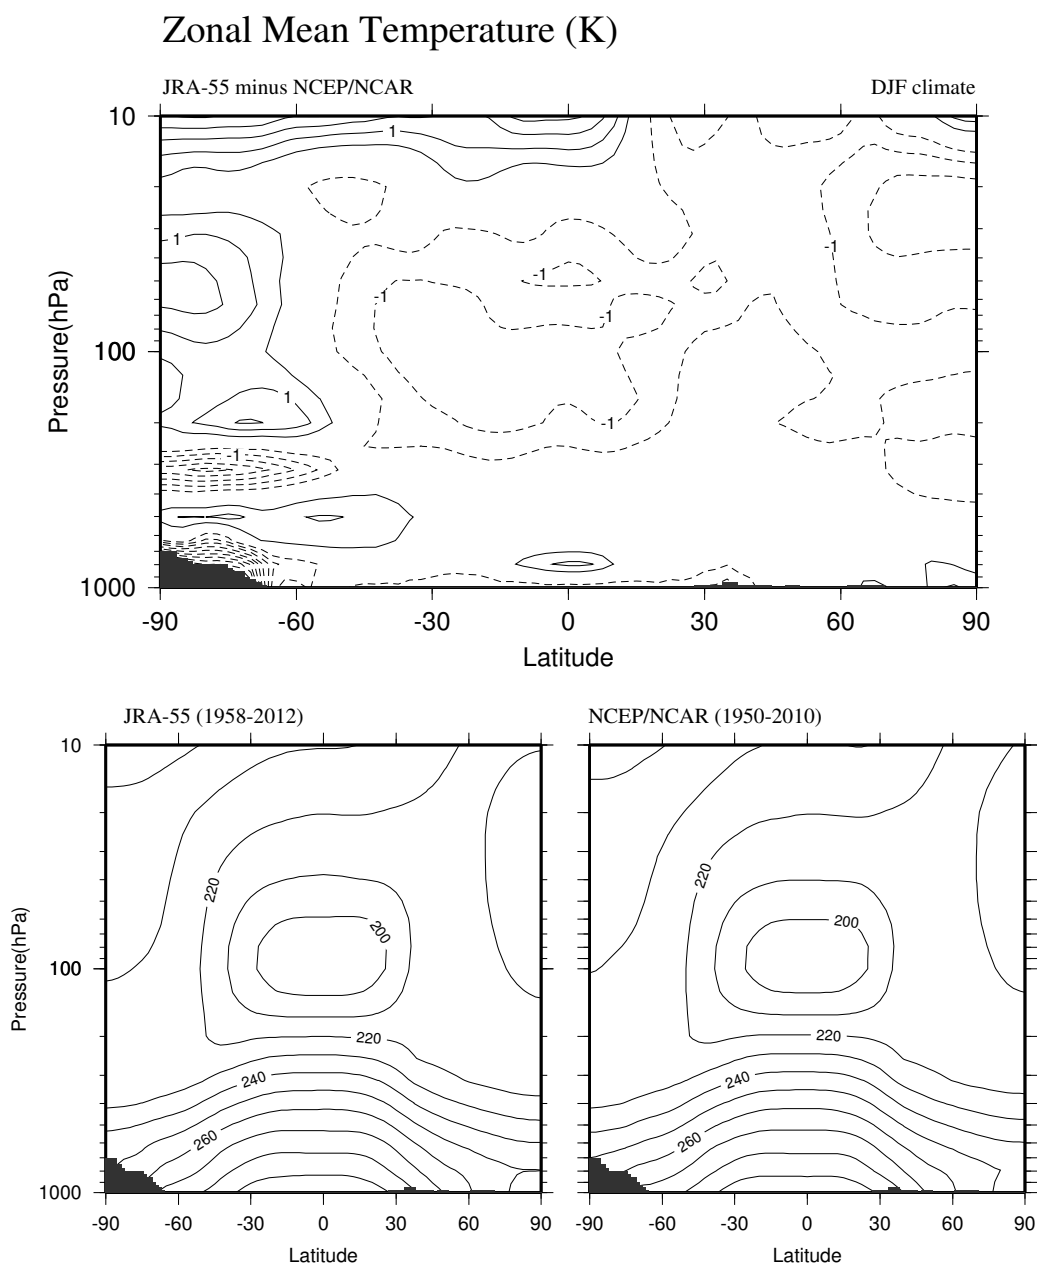 Zonal Mean Temperature (K)
JRA-55 minus NCEP/NCAR DJF climate
10
100
1000
Pressure(hPa)
1
1
-1
-1
-1
-1
1
-1
-1
-90 -60 -30 0 30 60 90
Latitude
JRA-55 (1958-2012) NCEP/NCAR (1950-2010)
10
100
1000
Pressure(hPa)
220 200 220 240 260
220 200 220 240 260
-90 -60 -30 0 30 60 90 -90 -60 -30 0 30 60 90
Latitude Latitude